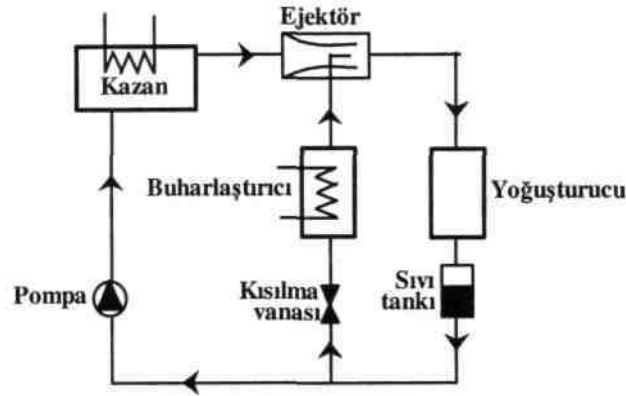 Ejektör
Kazan
Buharlaştırıcı
Yoğuşturucu
Pompa
Kısılma
vanası
Sıvı
tankı